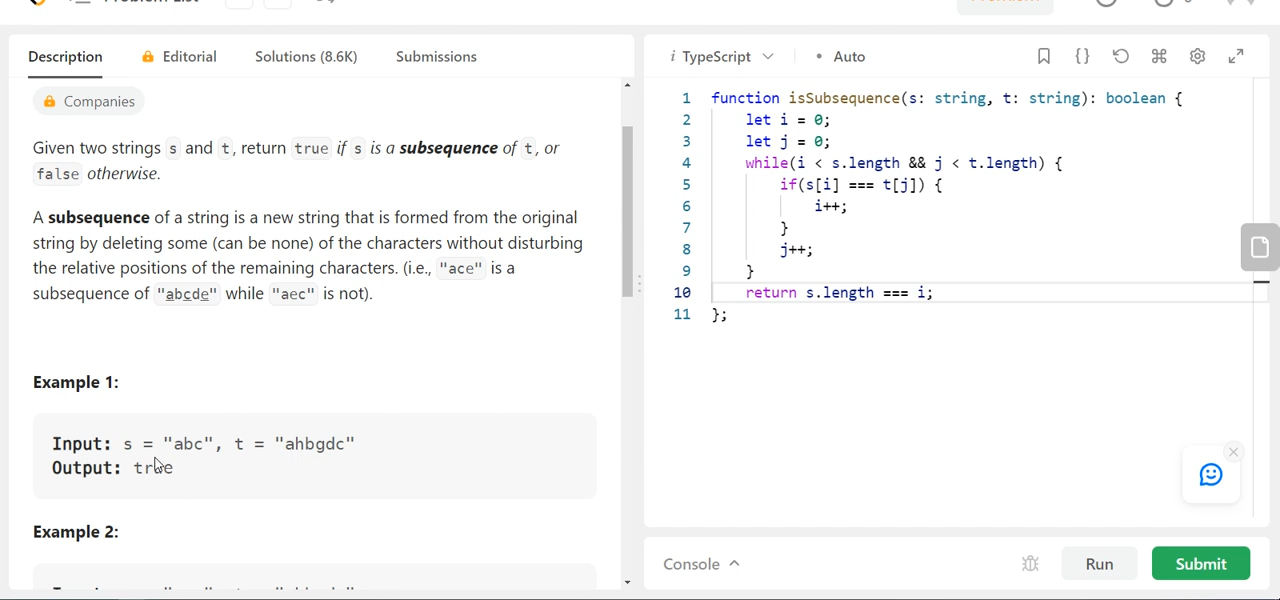 Problem List
Premium
Description
Editorial
Solutions (8.6K)
Submissions
Companies
Given two strings s and t, return true if s is a subsequence of t, or
false otherwise.
A subsequence of a string is a new string that is formed from the original
string by deleting some (can be none) of the characters without disturbing
the relative positions of the remaining characters. (i.e., "ace" is a
subsequence of "abcde" while "aec" is not).
Example 1:
Input: s = "abc", t = "ahbgdc"
Output: true
Example 2:
i TypeScript
• Auto
{}
1 function isSubsequence(s: string, t: string): boolean {
2 let i = 0;
3 let j = 0;
4 while(i < s.length && j < t.length) {
5 if(s[i] === t[j]) {
6 i++;
7 }
8 j++;
9 }
10 return s.length === i;
11 };
Console
Run
Submit